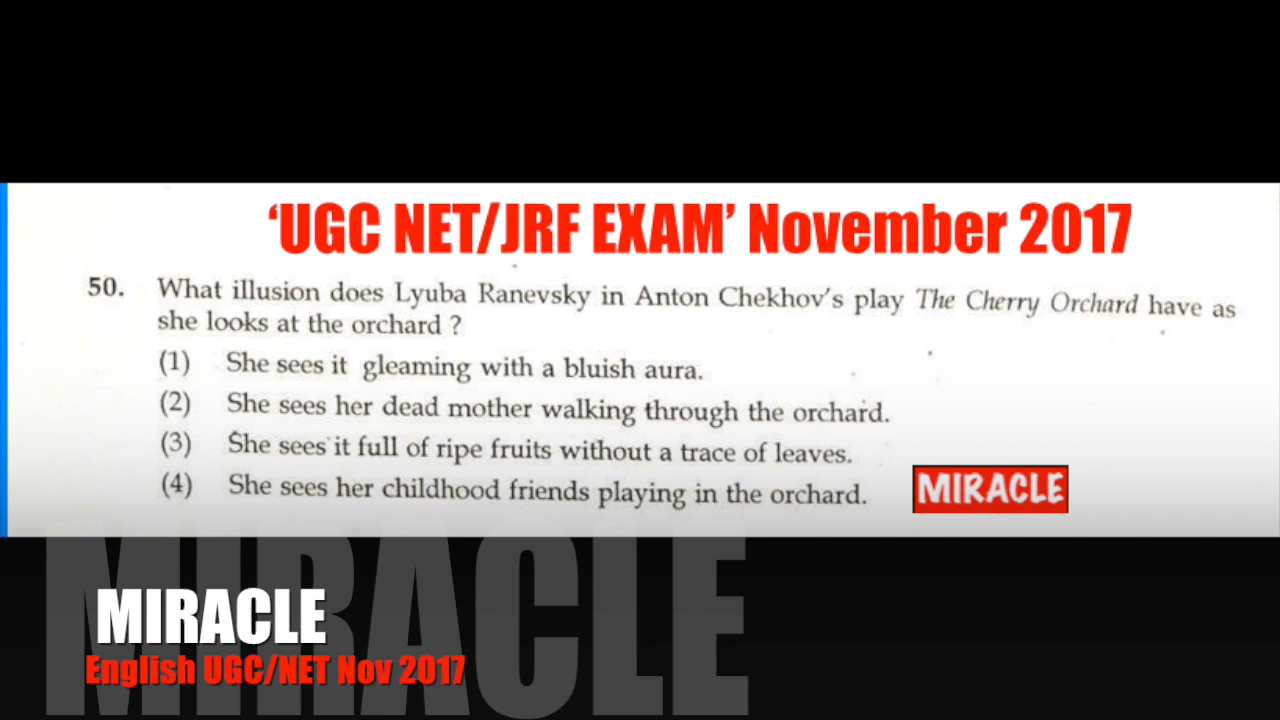 ‘UGC NET/JRF EXAM’ November 2017
50. What illusion does Lyuba Ranevsky in Anton Chekhov's play The Cherry Orchard have as
she looks at the orchard ?
(1) She sees it gleaming with a bluish aura.
(2) She sees her dead mother walking through the orchard.
(3) She sees it full of ripe fruits without a trace of leaves.
(4) She sees her childhood friends playing in the orchard.
MIRACLE
MIRACLE
MIRACLE
English UGC/NET Nov 2017